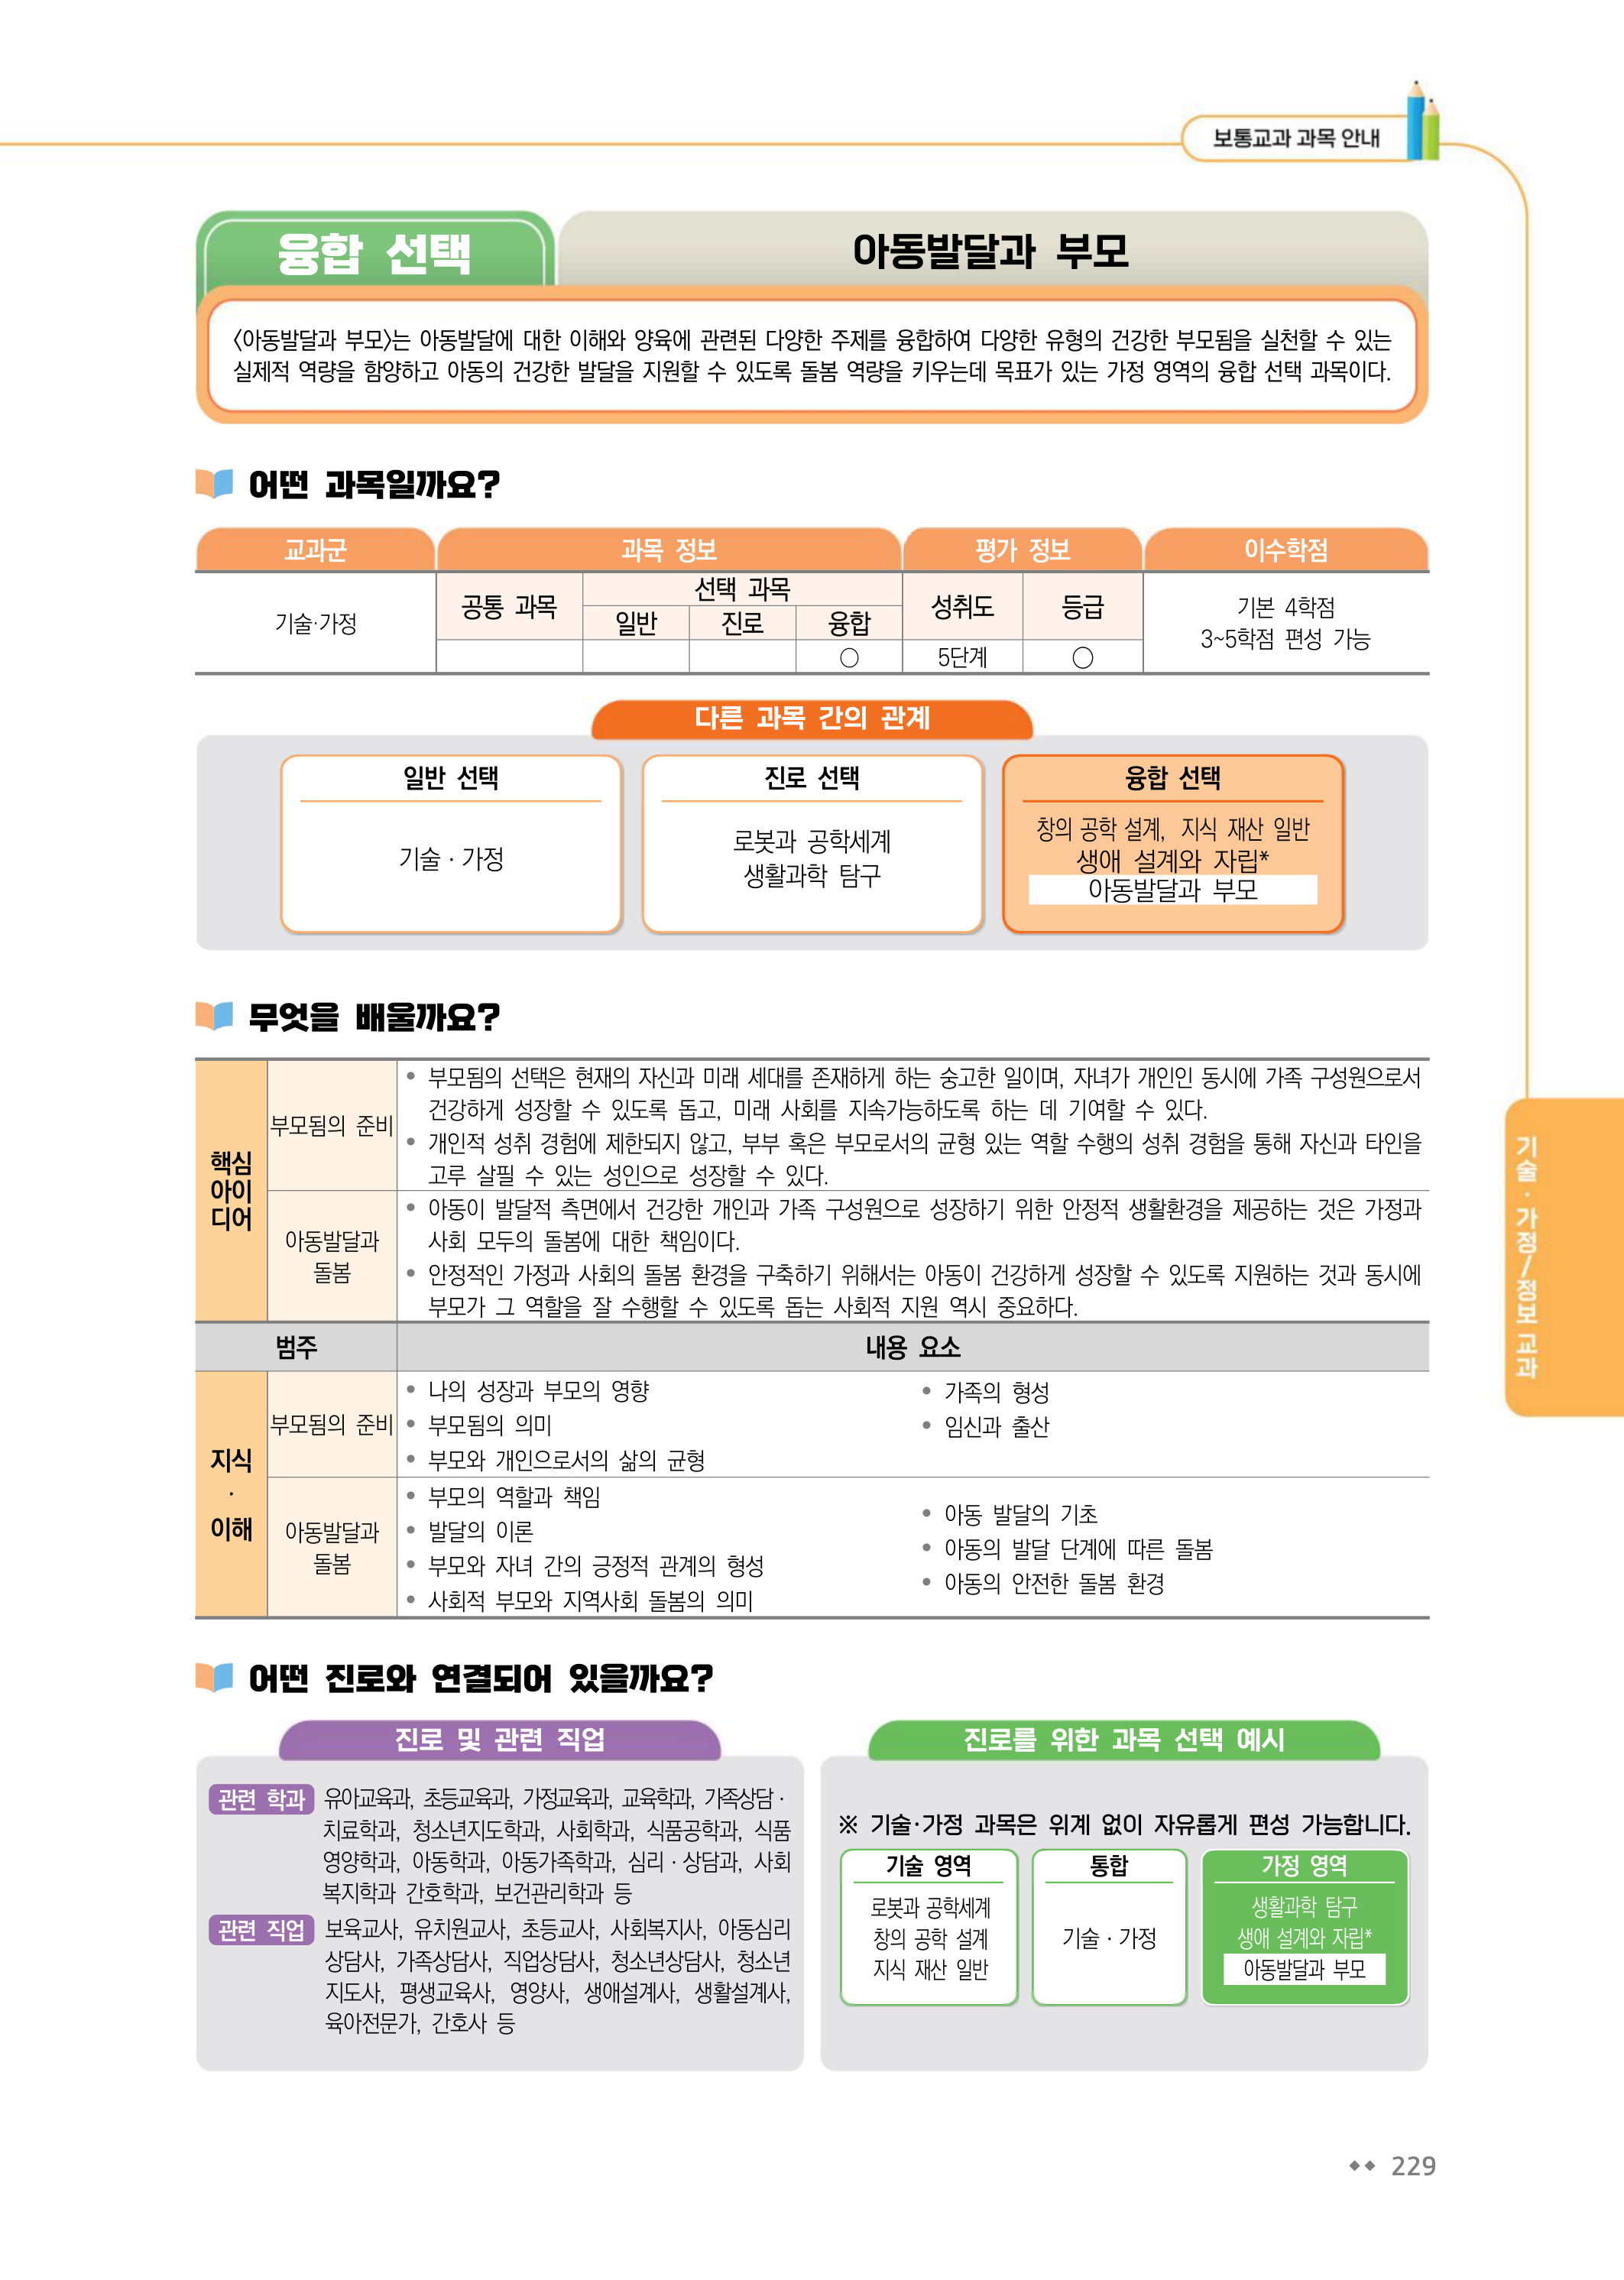 보통교과 과목 안내
융합 선택
아동발달과 부모
〈아동발달과 부모〉는 아동발달에 대한 이해와 양육에 관련된 다양한 주제를 융합하여 다양한 유형의 건강한 부모됨을 실천할 수 있는
실제적 역량을 함양하고 아동의 건강한 발달을 지원할 수 있도록 돌봄 역량을 키우는데 목표가 있는 가정 영역의 융합 선택 과목이다.
어떤 과목일까요?
교과군 과목 정보 평가 정보 이수학점
기술·가정
공통 과목
선택 과목
일반 진로 융합
성취도 등급
○ 5단계 ○
기본 4학점
3~5학점 편성 가능
다른 과목 간의 관계
일반 선택
기술 · 가정
진로 선택
로봇과 공학세계
생활과학 탐구
융합 선택
창의 공학 설계, 지식 재산 일반
생애 설계와 자립*
아동발달과 부모
무엇을 배울까요?
핵심
아이
디어
부모됨의 준비
• 부모됨의 선택은 현재의 자신과 미래 세대를 존재하게 하는 숭고한 일이며, 자녀가 개인인 동시에 가족 구성원으로서
건강하게 성장할 수 있도록 돕고, 미래 사회를 지속가능하도록 하는 데 기여할 수 있다.
• 개인적 성취 경험에 제한되지 않고, 부부 혹은 부모로서의 균형 있는 역할 수행의 성취 경험을 통해 자신과 타인을
고루 살필 수 있는 성인으로 성장할 수 있다.
아동발달과
돌봄
• 아동이 발달적 측면에서 건강한 개인과 가족 구성원으로 성장하기 위한 안정적 생활환경을 제공하는 것은 가정과
사회 모두의 돌봄에 대한 책임이다.
• 안정적인 가정과 사회의 돌봄 환경을 구축하기 위해서는 아동이 건강하게 성장할 수 있도록 지원하는 것과 동시에
부모가 그 역할을 잘 수행할 수 있도록 돕는 사회적 지원 역시 중요하다.
범주 내용 요소
지식
·
이해
부모됨의 준비
• 나의 성장과 부모의 영향
• 부모됨의 의미
• 부모와 개인으로서의 삶의 균형
• 가족의 형성
• 임신과 출산
아동발달과
돌봄
• 부모의 역할과 책임
• 발달의 이론
• 부모와 자녀 간의 긍정적 관계의 형성
• 사회적 부모와 지역사회 돌봄의 의미
• 아동 발달의 기초
• 아동의 발달 단계에 따른 돌봄
• 아동의 안전한 돌봄 환경
어떤 진로와 연결되어 있을까요?
진로 및 관련 직업
관련 학과 유아교육과, 초등교육과, 가정교육과, 교육학과, 가족상담 ·
치료학과, 청소년지도학과, 사회학과, 식품공학과, 식품
영양학과, 아동학과, 아동가족학과, 심리 · 상담과, 사회
복지학과 간호학과, 보건관리학과 등
관련 직업 보육교사, 유치원교사, 초등교사, 사회복지사, 아동심리
상담사, 가족상담사, 직업상담사, 청소년상담사, 청소년
지도사, 평생교육사, 영양사, 생애설계사, 생활설계사,
육아전문가, 간호사 등
진로를 위한 과목 선택 예시
※ 기술·가정 과목은 위계 없이 자유롭게 편성 가능합니다.
기술 영역
로봇과 공학세계
창의 공학 설계
지식 재산 일반
통합
기술 · 가정
가정 영역
생활과학 탐구
생애 설계와 자립*
아동발달과 부모
기술 · 가정/정보 교과
229